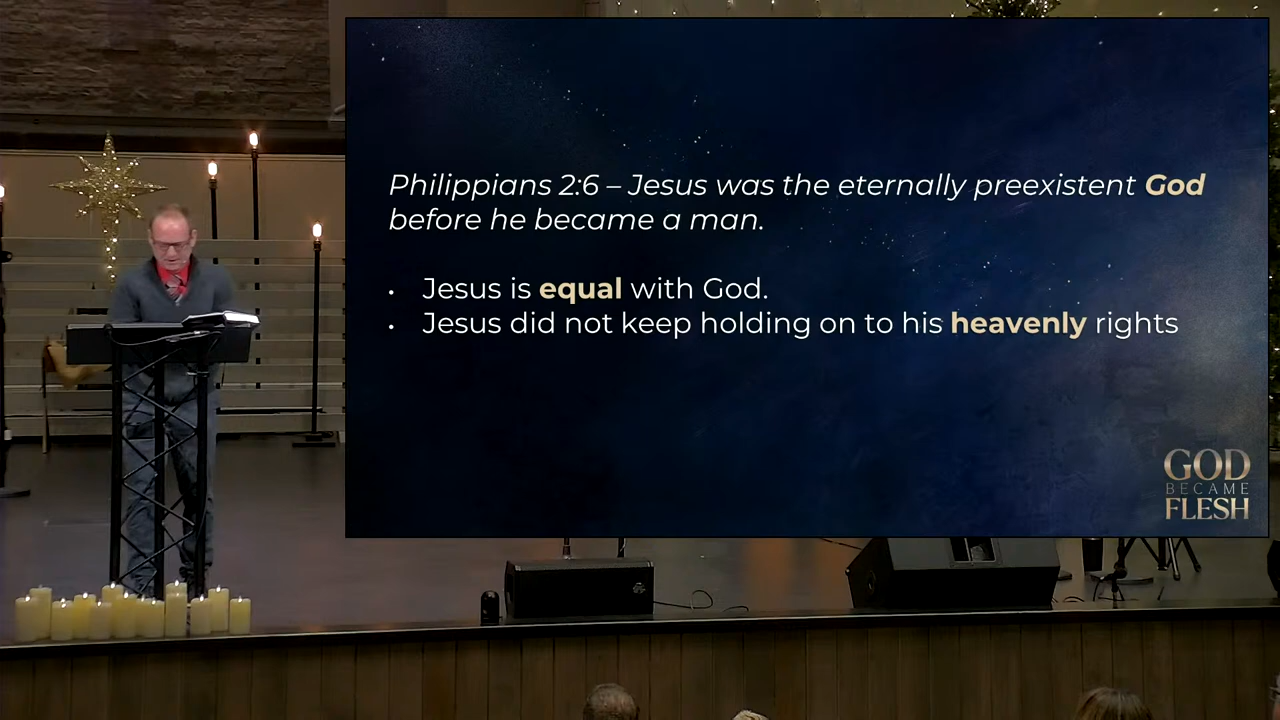 Philippians 2:6 – Jesus was the eternally preexistent God
before he became a man.
• Jesus is equal with God.
• Jesus did not keep holding on to his heavenly rights
GOD
BECAME
FLESH